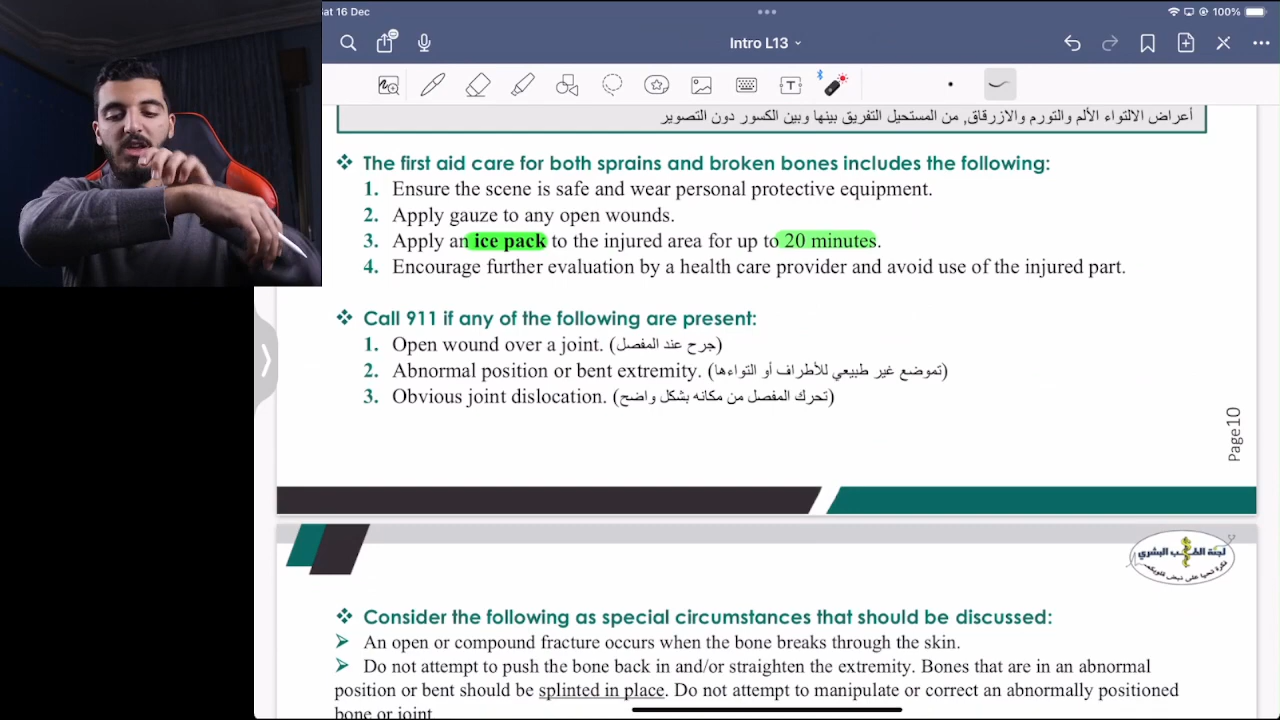 Sat 16 Dec
100%
Intro L13
أعراض الالتواء الألم والتورم والازرقاق, من المستحيل التفريق بينها وبين الكسور دون التصوير
❖ The first aid care for both sprains and broken bones includes the following:
1. Ensure the scene is safe and wear personal protective equipment.
2. Apply gauze to any open wounds.
3. Apply an ice pack to the injured area for up to 20 minutes.
4. Encourage further evaluation by a health care provider and avoid use of the injured part.
❖ Call 911 if any of the following are present:
1. Open wound over a joint. (جرح عند المفصل)
2. Abnormal position or bent extremity. (تموضع غير طبيعي للأطراف أو التواءها)
3. Obvious joint dislocation. (تحرك المفصل من مكانه بشكل واضح)
Page10
لجنة الطب البشري
فكرة تحيا على نبض قلوبكم
❖ Consider the following as special circumstances that should be discussed:
➢ An open or compound fracture occurs when the bone breaks through the skin.
➢ Do not attempt to push the bone back in and/or straighten the extremity. Bones that are in an abnormal
position or bent should be splinted in place. Do not attempt to manipulate or correct an abnormally positioned
bone or joint